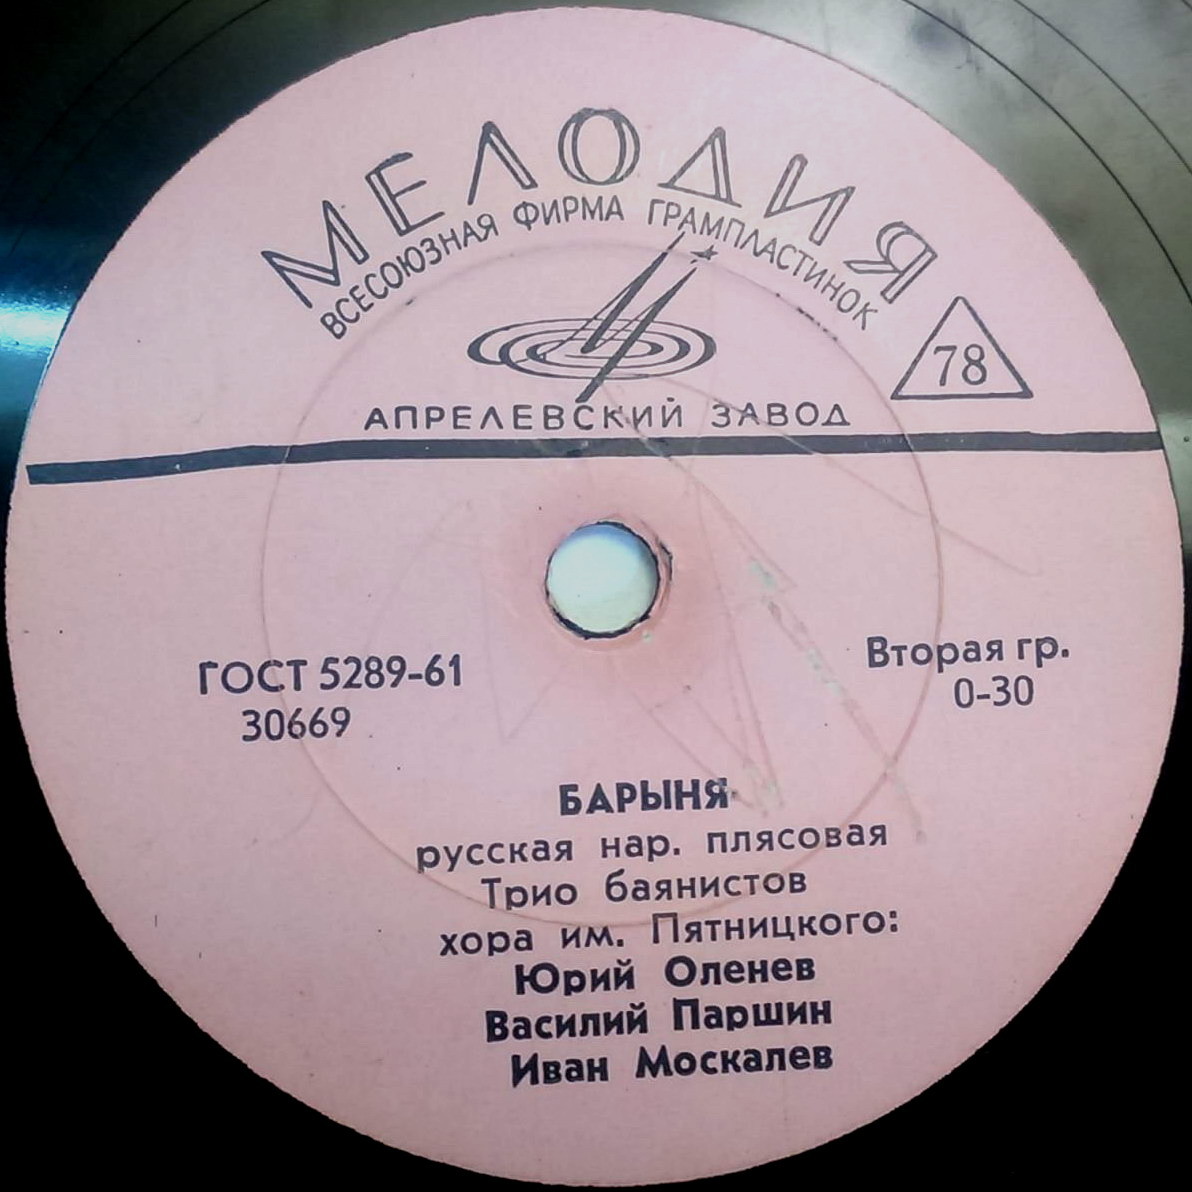 МЕЛОДИЯ
ВСЕСОЮЗНАЯ ФИРМА ГРАМПЛАСТИНОК
78
АПРЕЛЕВСКИЙ ЗАВОД
ГОСТ 5289-61
30669
Вторая гр.
0-30
БАРЫНЯ
русская нар. плясовая
Трио баянистов
хора им. Пятницкого:
Юрий Оленев
Василий Паршин
Иван Москалев